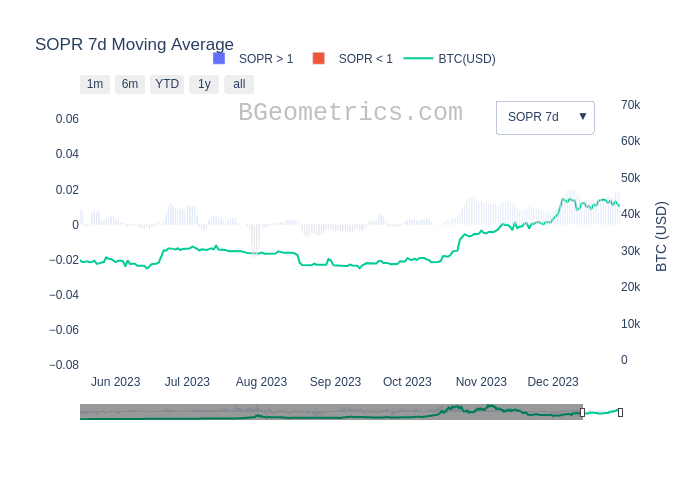 SOPR 7d Moving Average
SOPR > 1
SOPR < 1
BTC(USD)
1m 6m YTD 1y all
BGeometrics.com
SOPR 7d ▼
0.06
0.04
0.02
0
−0.02
−0.04
−0.06
−0.08
70k
60k
50k
40k
30k
20k
10k
0
BTC (USD)
Jun 2023 Jul 2023 Aug 2023 Sep 2023 Oct 2023 Nov 2023 Dec 2023